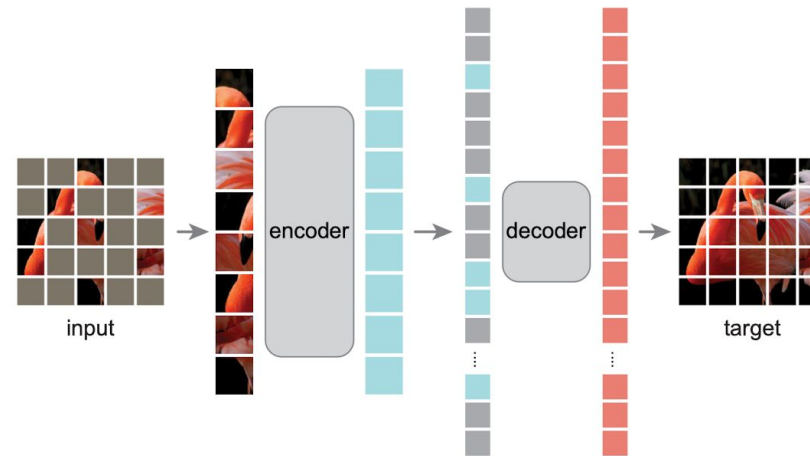 encoder
decoder
input
target